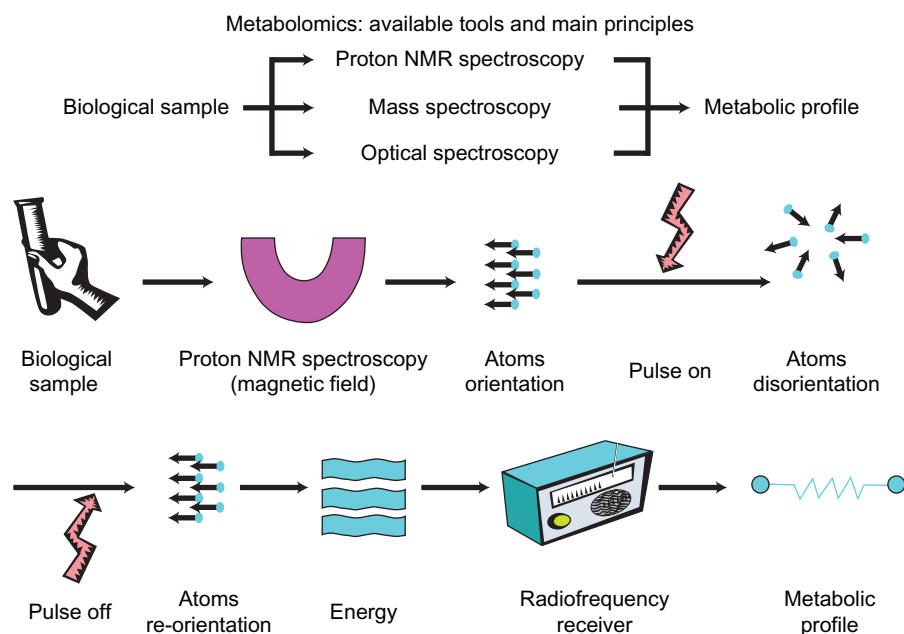 Metabolomics: available tools and main principles
Proton NMR spectroscopy
Biological sample
Mass spectroscopy
Metabolic profile
Optical spectroscopy
Biological
sample
Proton NMR spectroscopy
(magnetic field)
Atoms
orientation
Pulse on
Atoms
disorientation
Pulse off
Atoms
re-orientation
Energy
Radiofrequency
receiver
Metabolic
profile